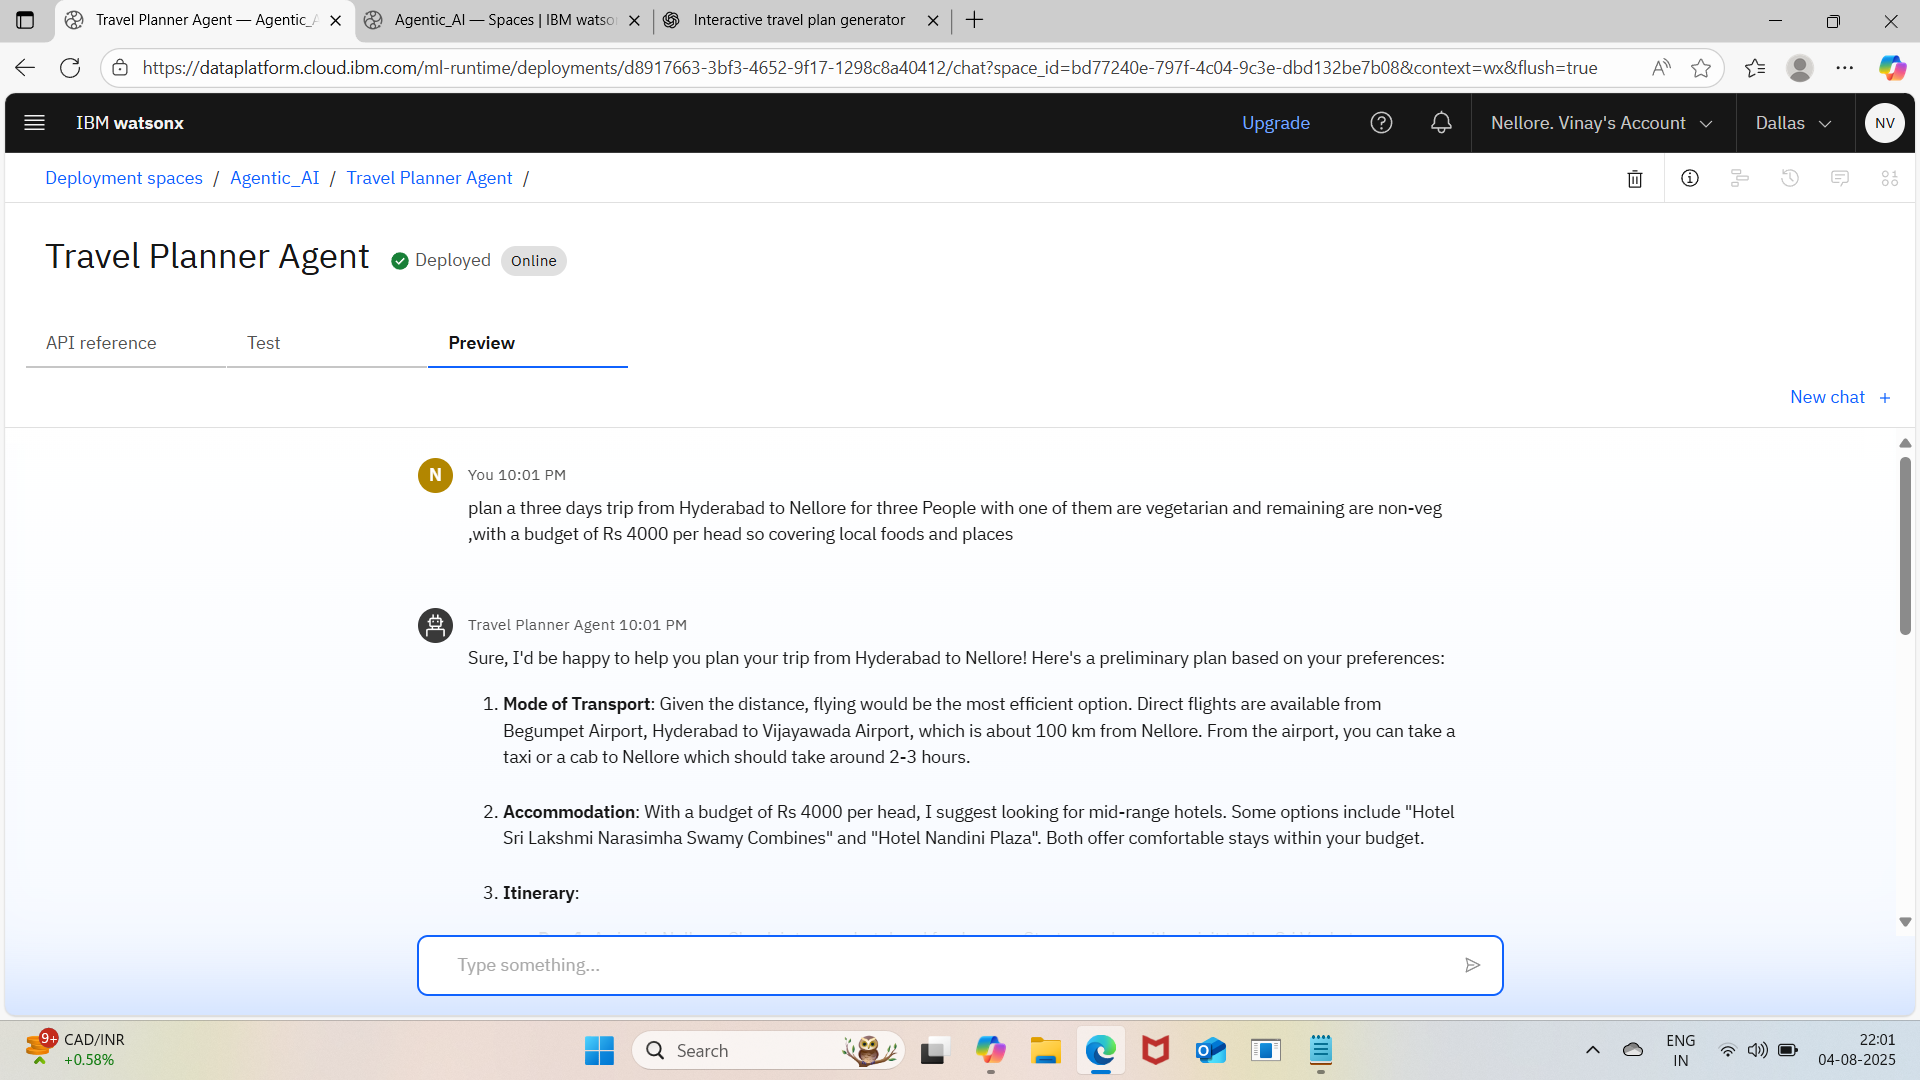 Travel Planner Agent — Agentic_A
Agentic_AI — Spaces | IBM watso
Interactive travel plan generator
https://dataplatform.cloud.ibm.com/ml-runtime/deployments/d8917663-3bf3-4652-9f17-1298c8a40412/chat?space_id=bd77240e-797f-4c04-9c3e-dbd132be7b08&context=wx&flush=true
IBM watsonx
Upgrade
Nellore. Vinay's Account
Dallas
NV
Deployment spaces / Agentic_AI / Travel Planner Agent /
Travel Planner Agent
Deployed
Online
API reference
Test
Preview
New chat +
N
You 10:01 PM
plan a three days trip from Hyderabad to Nellore for three People with one of them are vegetarian and remaining are non-veg
,with a budget of Rs 4000 per head so covering local foods and places
Travel Planner Agent 10:01 PM
Sure, I'd be happy to help you plan your trip from Hyderabad to Nellore! Here's a preliminary plan based on your preferences:
1. Mode of Transport: Given the distance, flying would be the most efficient option. Direct flights are available from
Begumpet Airport, Hyderabad to Vijayawada Airport, which is about 100 km from Nellore. From the airport, you can take a
taxi or a cab to Nellore which should take around 2-3 hours.
2. Accommodation: With a budget of Rs 4000 per head, I suggest looking for mid-range hotels. Some options include "Hotel
Sri Lakshmi Narasimha Swamy Combines" and "Hotel Nandini Plaza". Both offer comfortable stays within your budget.
3. Itinerary:
Type something...
9+
CAD/INR
+0.58%
Search
ENG
IN
22:01
04-08-2025